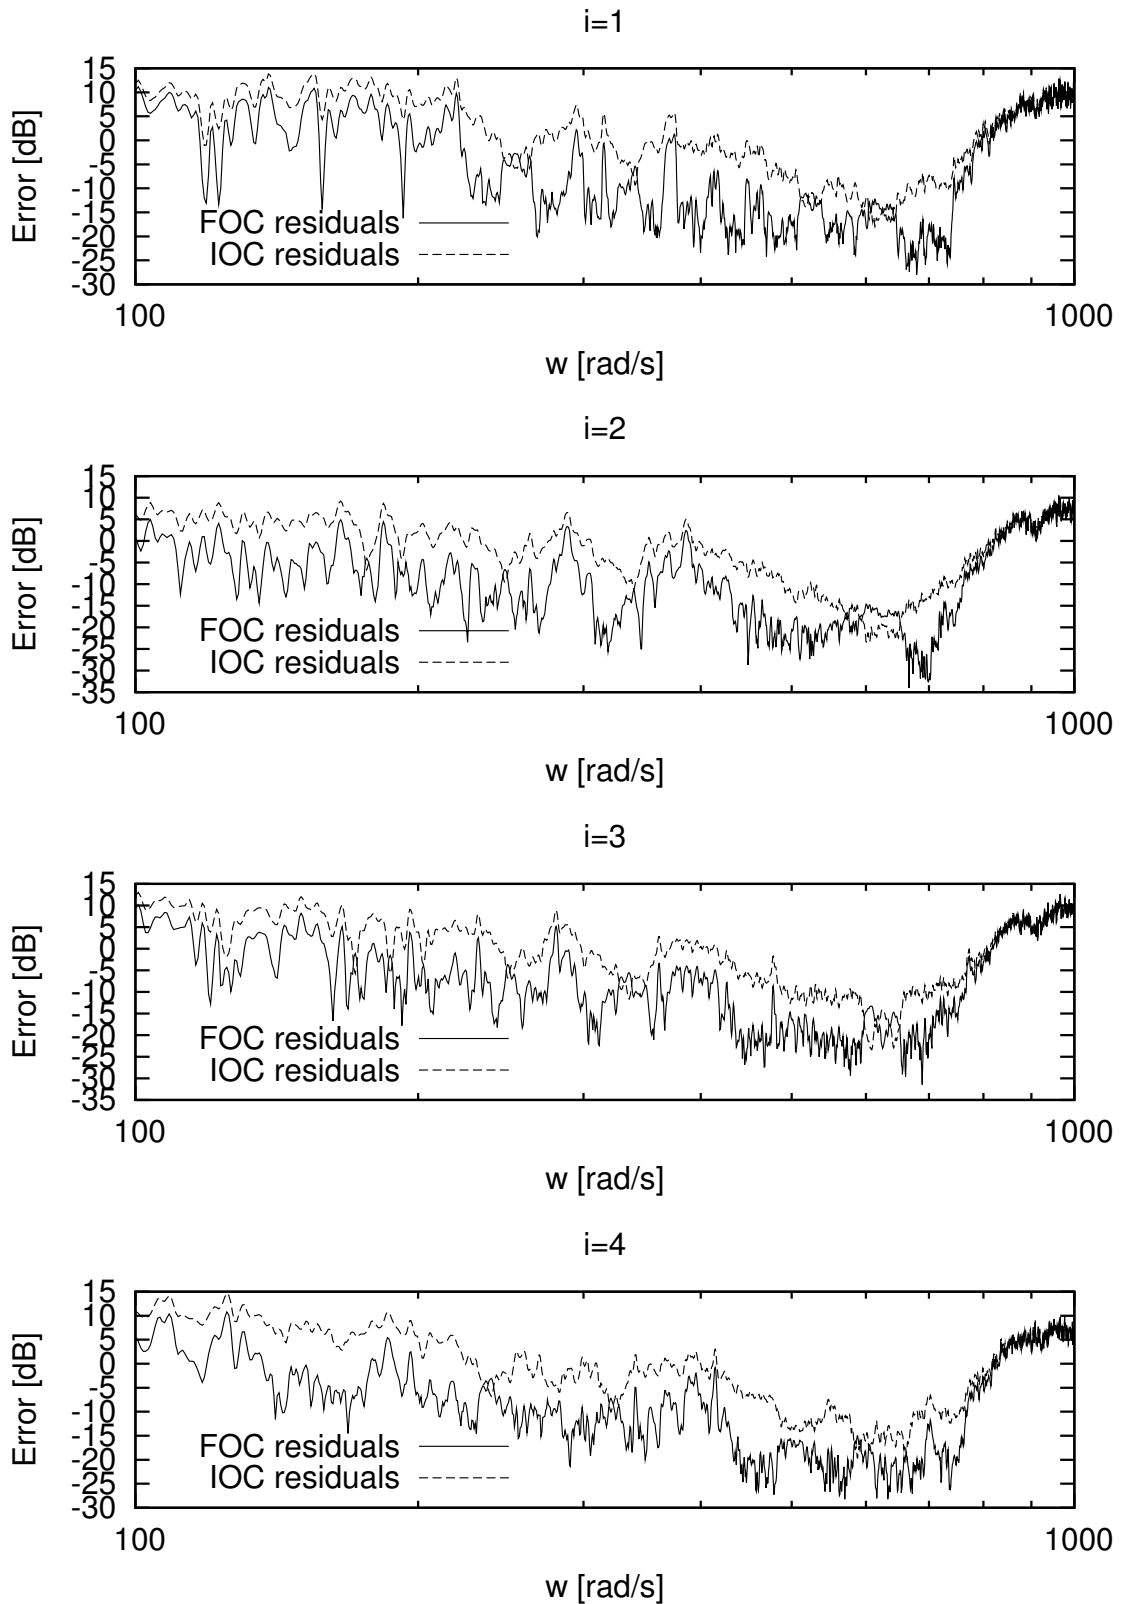 i=1
15
10
5
0
-5
-10
-15
-20
-25
-30
Error [dB]
FOC residuals
IOC residuals
100 1000
w [rad/s]
i=2
15
10
5
0
-5
-10
-15
-20
-25
-30
-35
Error [dB]
FOC residuals
IOC residuals
100 1000
w [rad/s]
i=3
15
10
5
0
-5
-10
-15
-20
-25
-30
-35
Error [dB]
FOC residuals
IOC residuals
100 1000
w [rad/s]
i=4
15
10
5
0
-5
-10
-15
-20
-25
-30
Error [dB]
FOC residuals
IOC residuals
100 1000
w [rad/s]